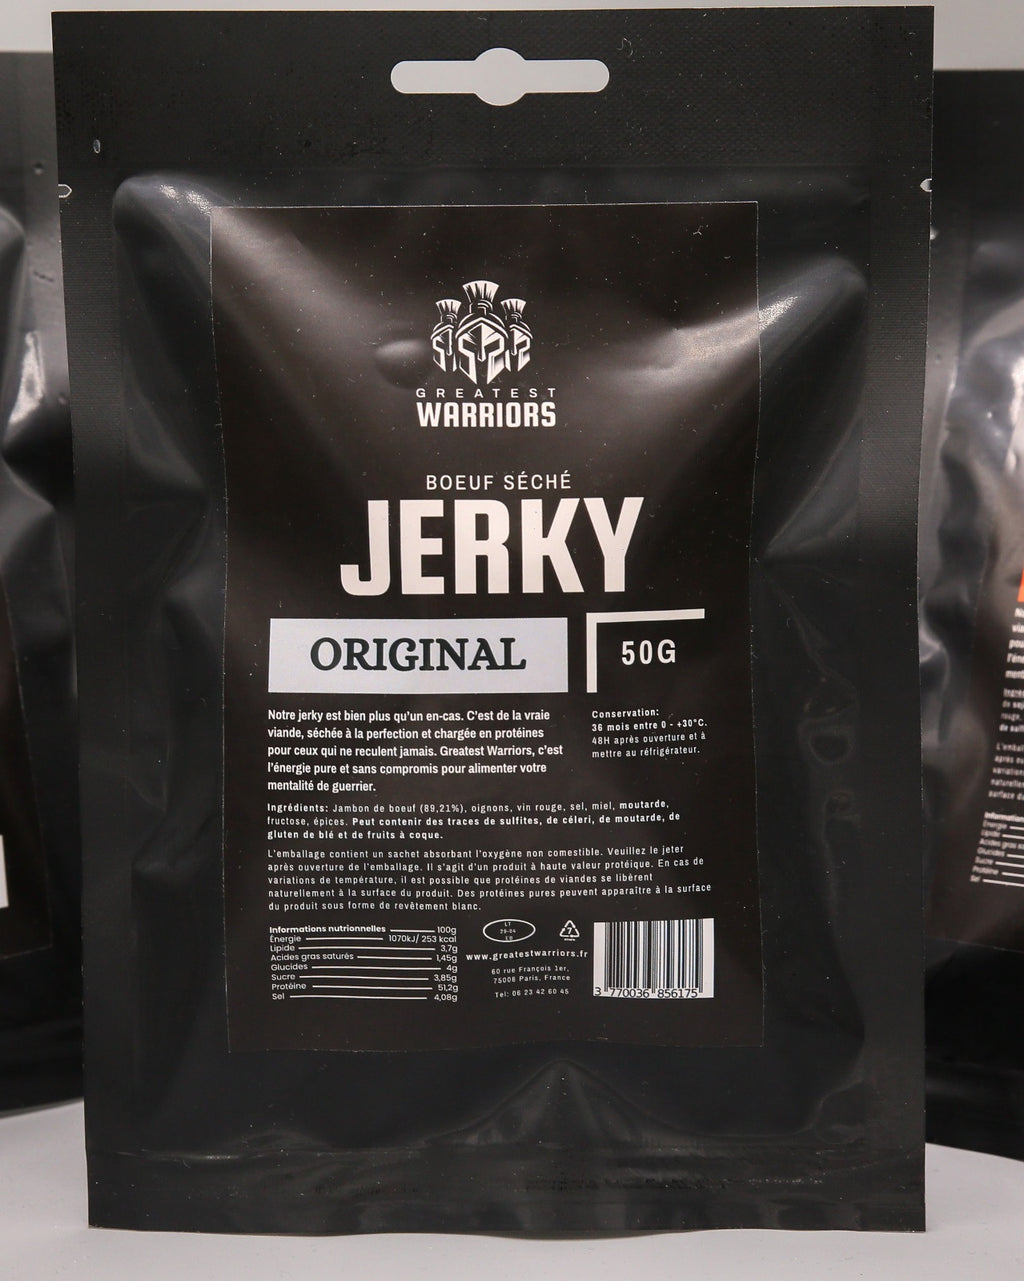 GREATEST
WARRIORS
BOEUF SÉCHÉ
JERKY
ORIGINAL
50G
Notre jerky est bien plus qu'un en-cas. C'est de la vraie
viande, séchée à la perfection et chargée en protéines
pour ceux qui ne reculent jamais. Greatest Warriors, c'est
l'énergie pure et sans compromis pour alimenter votre
mentalité de guerrier.
Conservation:
36 mois entre 0 - +30°C.
48H après ouverture et à
mettre au réfrigérateur.
Ingrédients: Jambon de boeuf (89,21%), oignons, vin rouge, sel, miel, moutarde,
fructose, épices. Peut contenir des traces de sulfites, de céleri, de moutarde, de
gluten de blé et de fruits à coque.
L'emballage contient un sachet absorbant l'oxygène non comestible. Veuillez le jeter
après ouverture de l'emballage. Il s'agit d'un produit à haute valeur protéique. En cas de
variations de température, il est possible que protéines de viandes se libèrent
naturellement à la surface du produit. Des protéines pures peuvent apparaître à la surface
du produit sous forme de revêtement blanc.
Informations nutritionnelles 100g
Énergie 1070kJ/ 253 kcal
Lipide 3,7g
Acides gras saturés 1,45g
Glucides 4g
Sucre 3,85g
Protéine 51,2g
Sel 4,08g
LT
7
www.greatestwarriors.fr
60 rue François 1er,
75008 Paris, France
Tel: 06 23 42 60 45
3 770036 856175